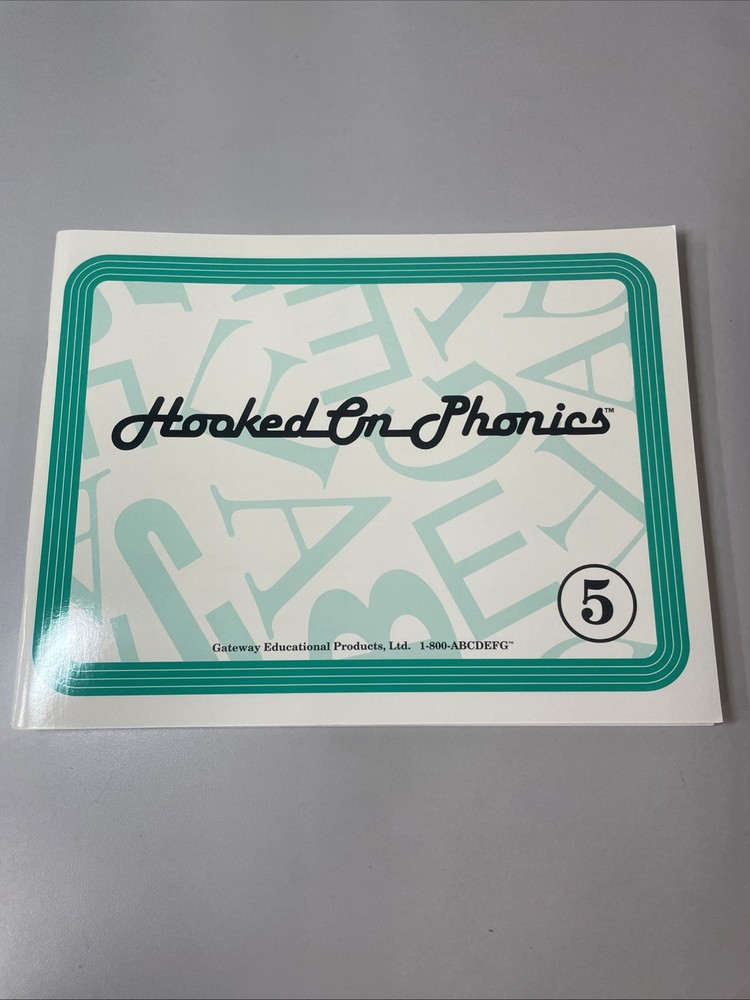 Hooked On Phonics™
5
Gateway Educational Products, Ltd. 1-800-ABCDEFG™